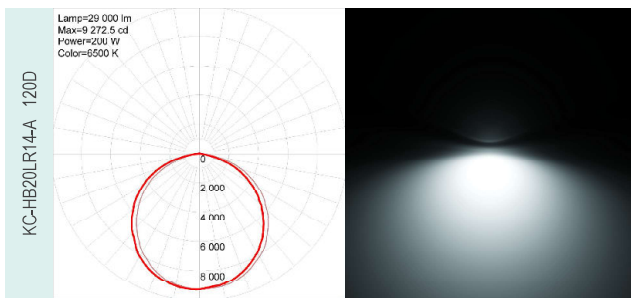 KC-HB20LR14-A 120D
Lamp=29 000 lm
Max=9 272.5 cd
Power=200 W
Color=6500 K
0
2 000
4 000
6 000
8 000